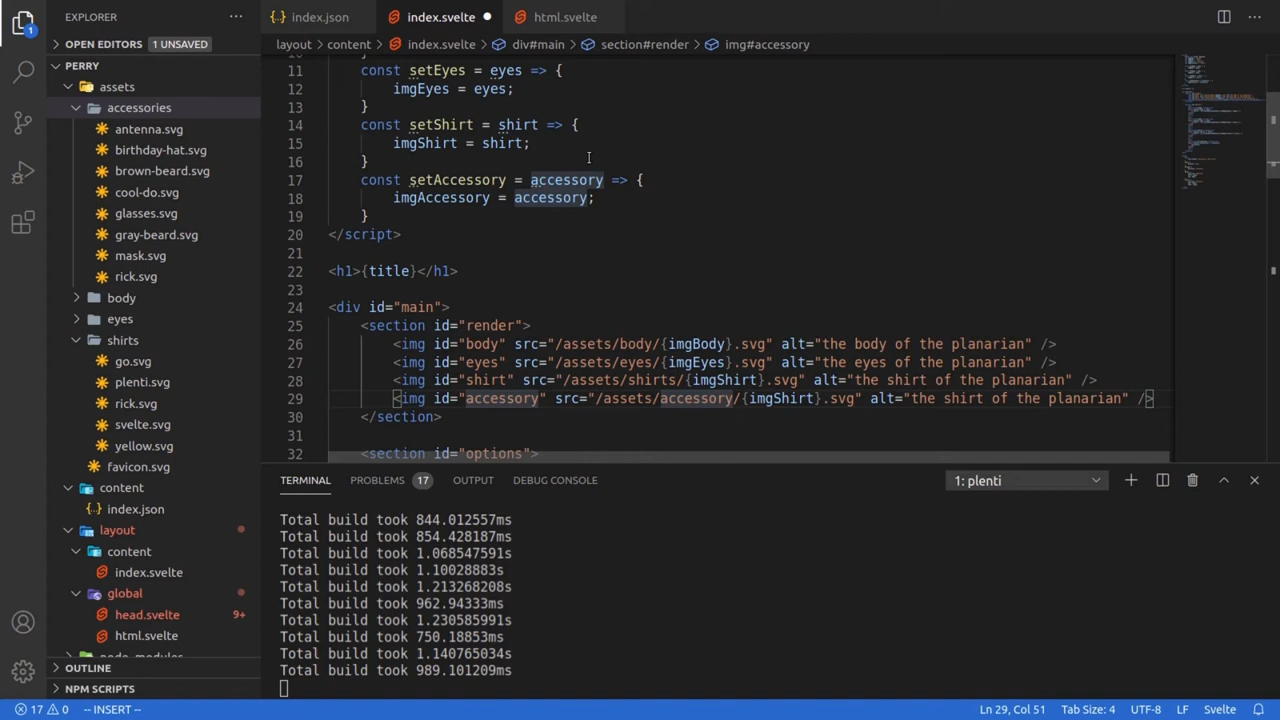 EXPLORER
···
index.json
index.svelte
html.svelte
···
OPEN EDITORS 1 UNSAVED
layout > content > index.svelte > div#main > section#render > img#accessory
PERRY
assets
accessories
antenna.svg
birthday-hat.svg
brown-beard.svg
cool-do.svg
glasses.svg
gray-beard.svg
mask.svg
rick.svg
body
eyes
shirts
go.svg
plenti.svg
rick.svg
svelte.svg
yellow.svg
favicon.svg
content
index.json
layout
content
index.svelte
global
head.svelte 9+
html.svelte
node_modules
OUTLINE
NPM SCRIPTS
1
10
11 const setEyes = eyes => {
12 imgEyes = eyes;
13 }
14 const setShirt = shirt => {
15 imgShirt = shirt;
16 }
17 const setAccessory = accessory => {
18 imgAccessory = accessory;
19 }
20 </script>
21
22 <h1>{title}</h1>
23
24 <div id="main">
25 <section id="render">
26 <img id="body" src="/assets/body/{imgBody}.svg" alt="the body of the planarian" />
27 <img id="eyes" src="/assets/eyes/{imgEyes}.svg" alt="the eyes of the planarian" />
28 <img id="shirt" src="/assets/shirts/{imgShirt}.svg" alt="the shirt of the planarian" />
29 <img id="accessory" src="/assets/accessory/{imgShirt}.svg" alt="the shirt of the planarian" />
30 </section>
31
32 <section id="options">
TERMINAL PROBLEMS 17 OUTPUT DEBUG CONSOLE 1: plenti
Total build took 844.012557ms
Total build took 854.428187ms
Total build took 1.068547591s
Total build took 1.10028883s
Total build took 1.213268208s
Total build took 962.94333ms
Total build took 1.230585991s
Total build took 750.18853ms
Total build took 1.140765034s
Total build took 989.101209ms
17 0 -- INSERT -- Ln 29, Col 51 Tab Size: 4 UTF-8 LF Svelte